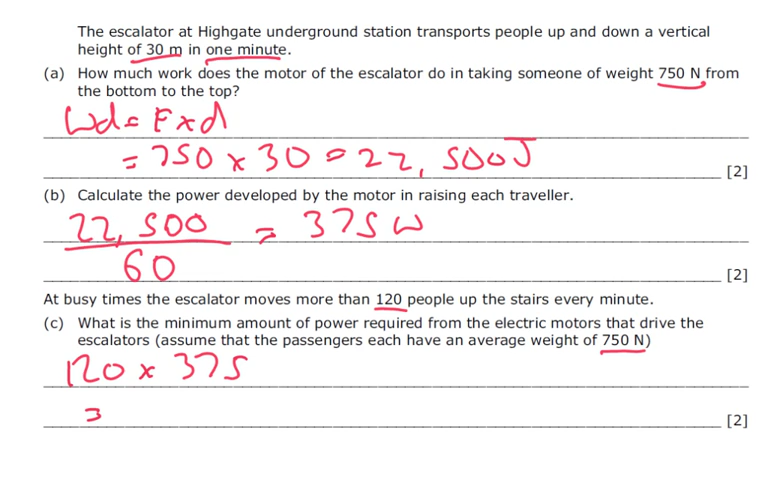 The escalator at Highgate underground station transports people up and down a vertical
height of 30 m in one minute.
(a) How much work does the motor of the escalator do in taking someone of weight 750 N from
the bottom to the top?
Wd = F x d
= 750 x 30 = 22,500J
[2]
(b) Calculate the power developed by the motor in raising each traveller.
22,500 = 375 W
60
[2]
At busy times the escalator moves more than 120 people up the stairs every minute.
(c) What is the minimum amount of power required from the electric motors that drive the
escalators (assume that the passengers each have an average weight of 750 N)
120 x 375
=
[2]